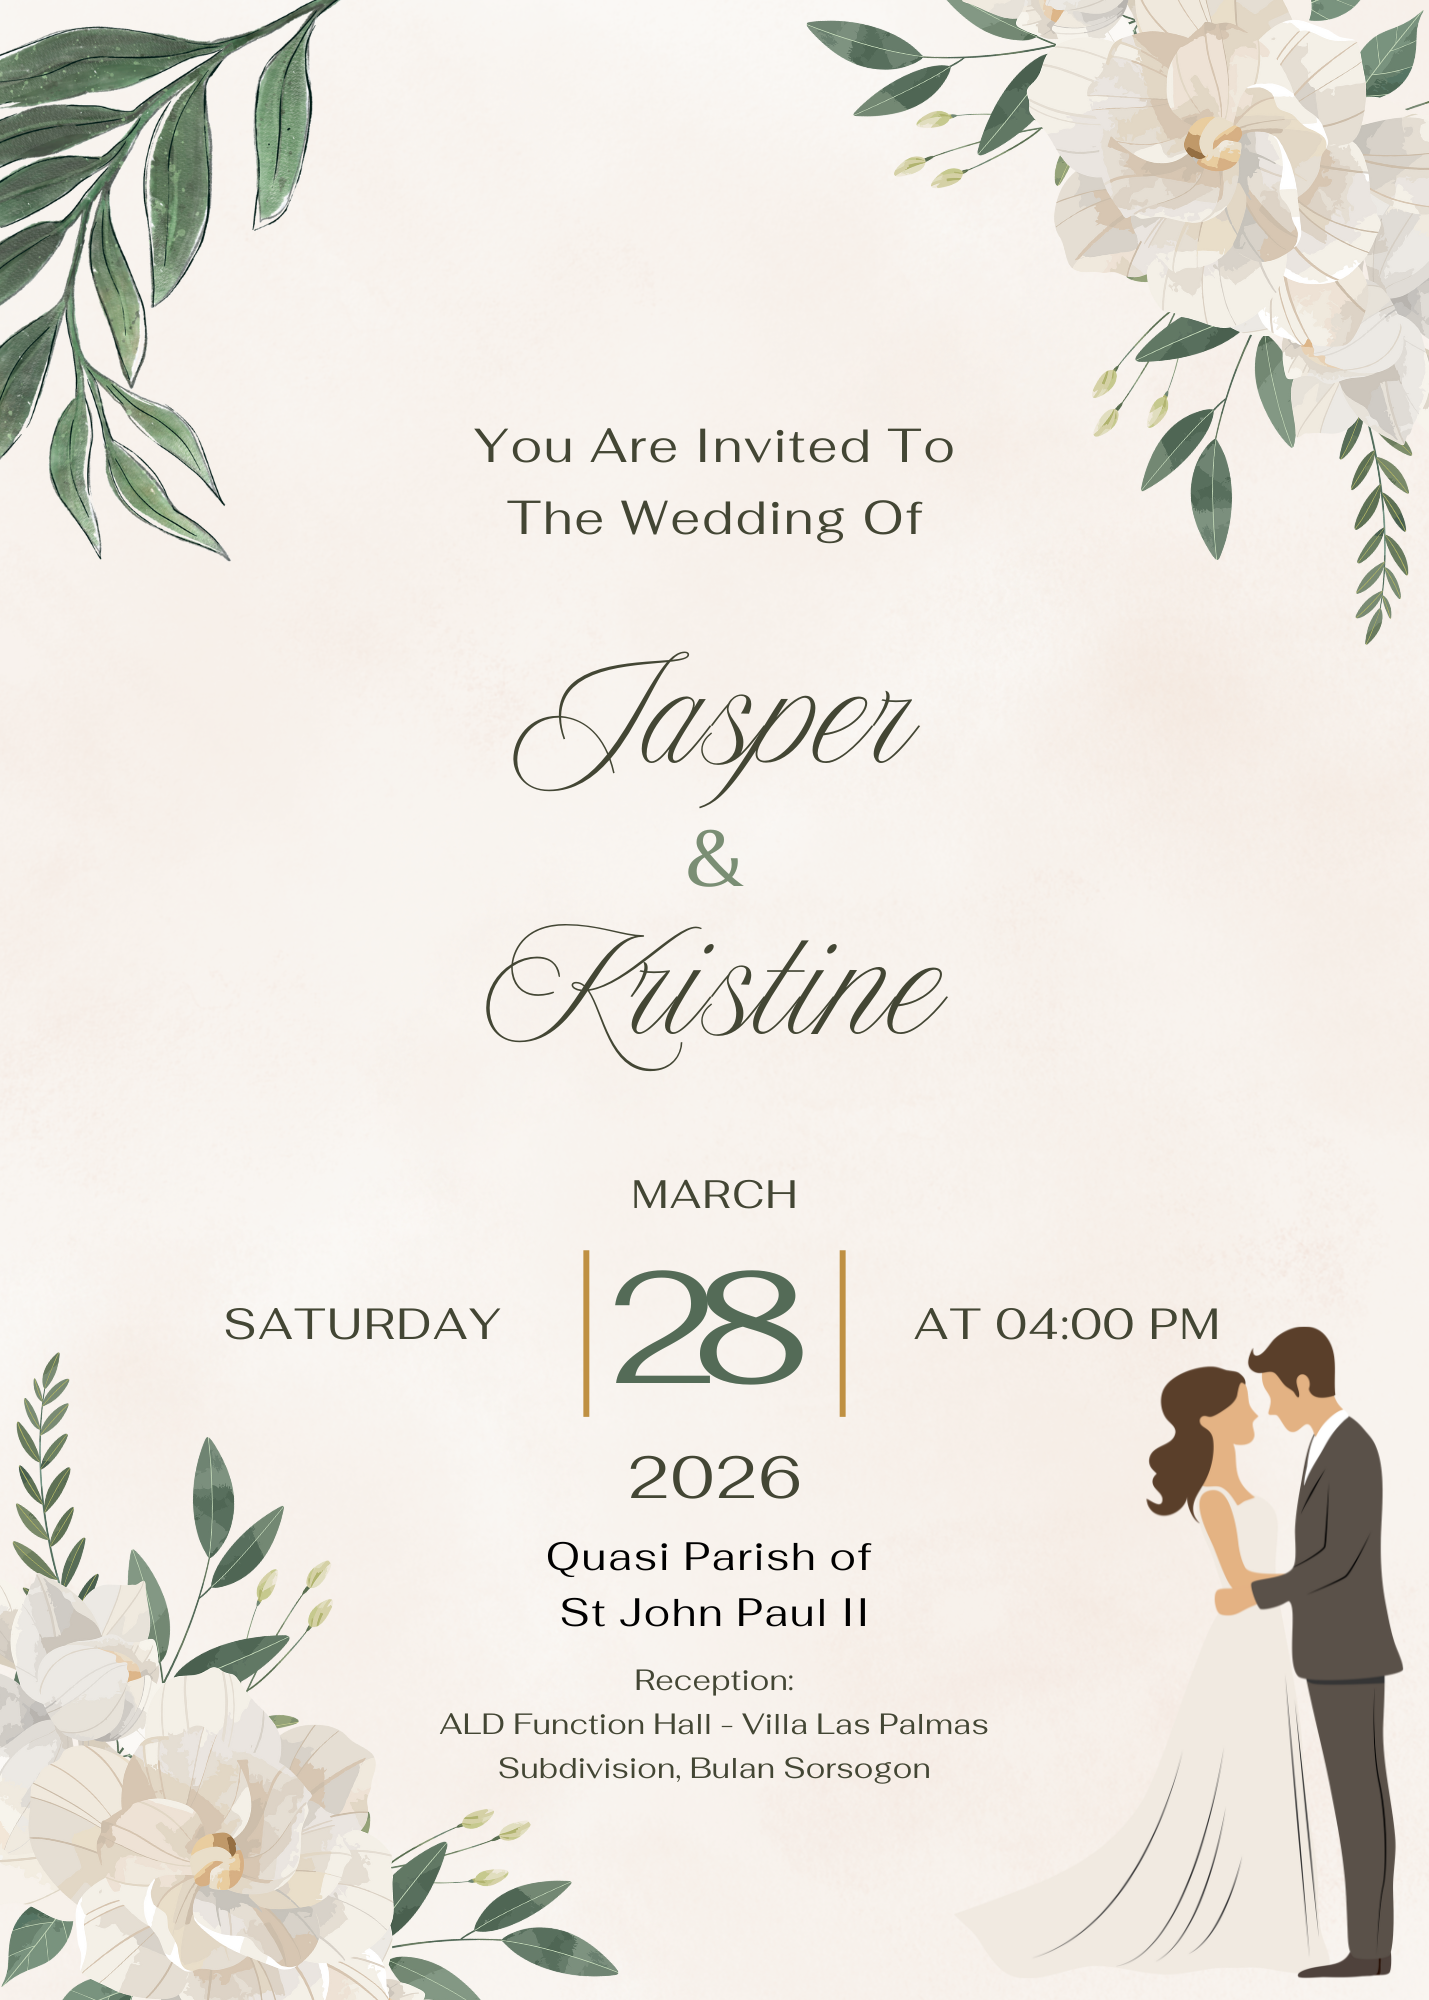 You Are Invited To
The Wedding Of
Jasper
&
Kristine
MARCH
SATURDAY
28
AT 04:00 PM
2026
Quasi Parish of
St John Paul II
Reception:
ALD Function Hall - Villa Las Palmas
Subdivision, Bulan Sorsogon